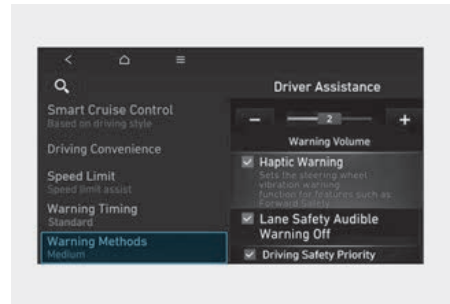 Driver Assistance
Smart Cruise Control
Based on driving style
Driving Convenience
Speed Limit
Speed limit assist
Warning Timing
Standard
Warning Methods
Medium
− 2 +
Warning Volume
Haptic Warning
Sets the steering wheel
vibration warning
function for features such as
Forward Safety
Lane Safety Audible
Warning Off
Driving Safety Priority